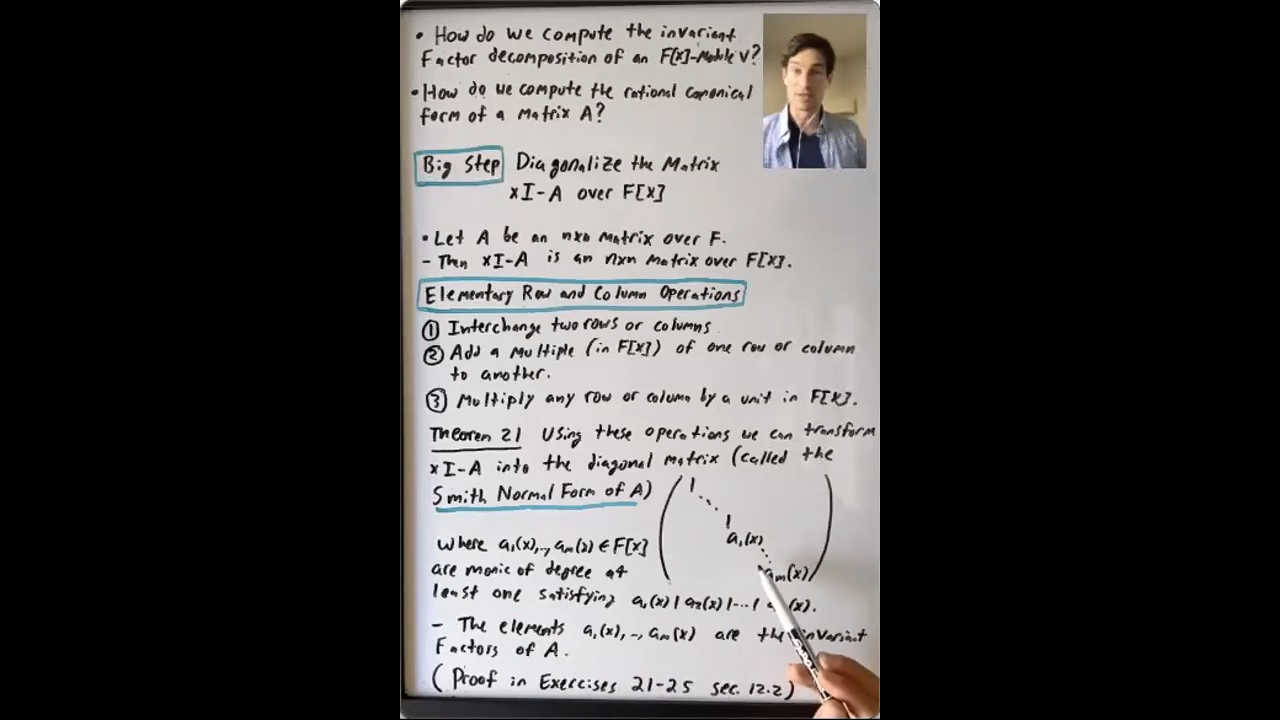 • How do we compute the invariant
Factor decomposition of an F[x]-Module V?
• How do we compute the rational canonical
form of a Matrix A?
Big Step Diagonalize the Matrix
xI-A over F[x]
• Let A be an nxn Matrix over F.
- Then xI-A is an nxn Matrix over F[x].
Elementary Row and Column Operations
① Interchange two rows or columns
② Add a Multiple (in F[x]) of one row or column
to another.
③ Multiply any row or column by a unit in F[x].
Theorem 21 Using these operations we can transform
xI-A into the diagonal matrix (called the
Smith Normal Form of A)
1
⋱
1
a₁(x)
⋱
aₘ(x)
Where a₁(x),.., aₘ(x) ∈ F[x]
are monic of degree at
least one satisfying a₁(x) | a₂(x) | ... | (x).
- The elements a₁(x),.., aₘ(x) are the invariant
Factors of A.
(Proof in Exercises 21-25 sec. 12.2)